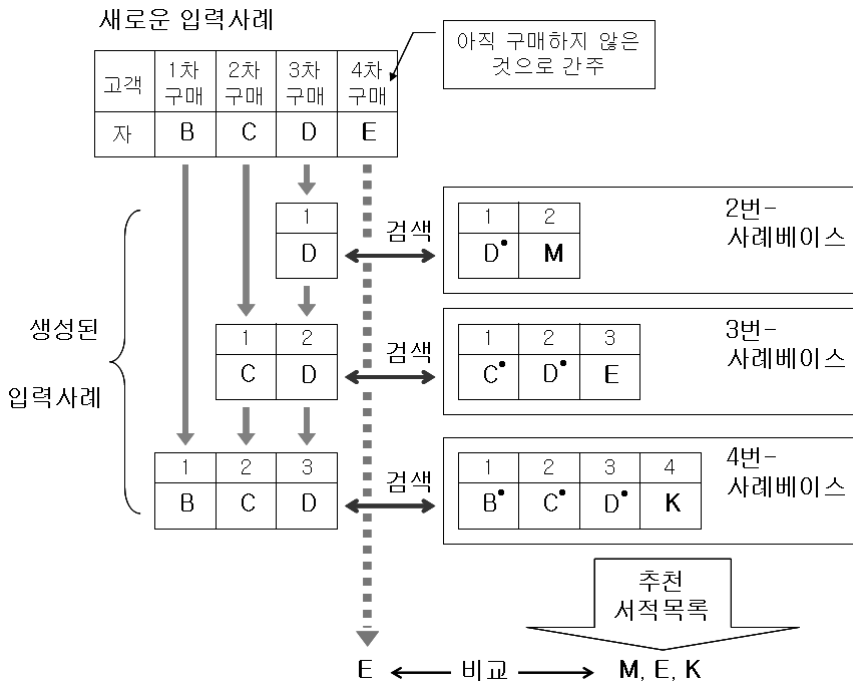 새로운 입력사례
아직 구매하지 않은
것으로 간주
고객 1차 구매 2차 구매 3차 구매 4차 구매
자 B C D E
1
D
검색
1 2
D• M
2번-
사례베이스
생성된
입력사례
1 2
C D
검색
1 2 3
C• D• E
3번-
사례베이스
1 2 3
B C D
검색
1 2 3 4
B• C• D• K
4번-
사례베이스
추천
서적목록
E 비교 M, E, K